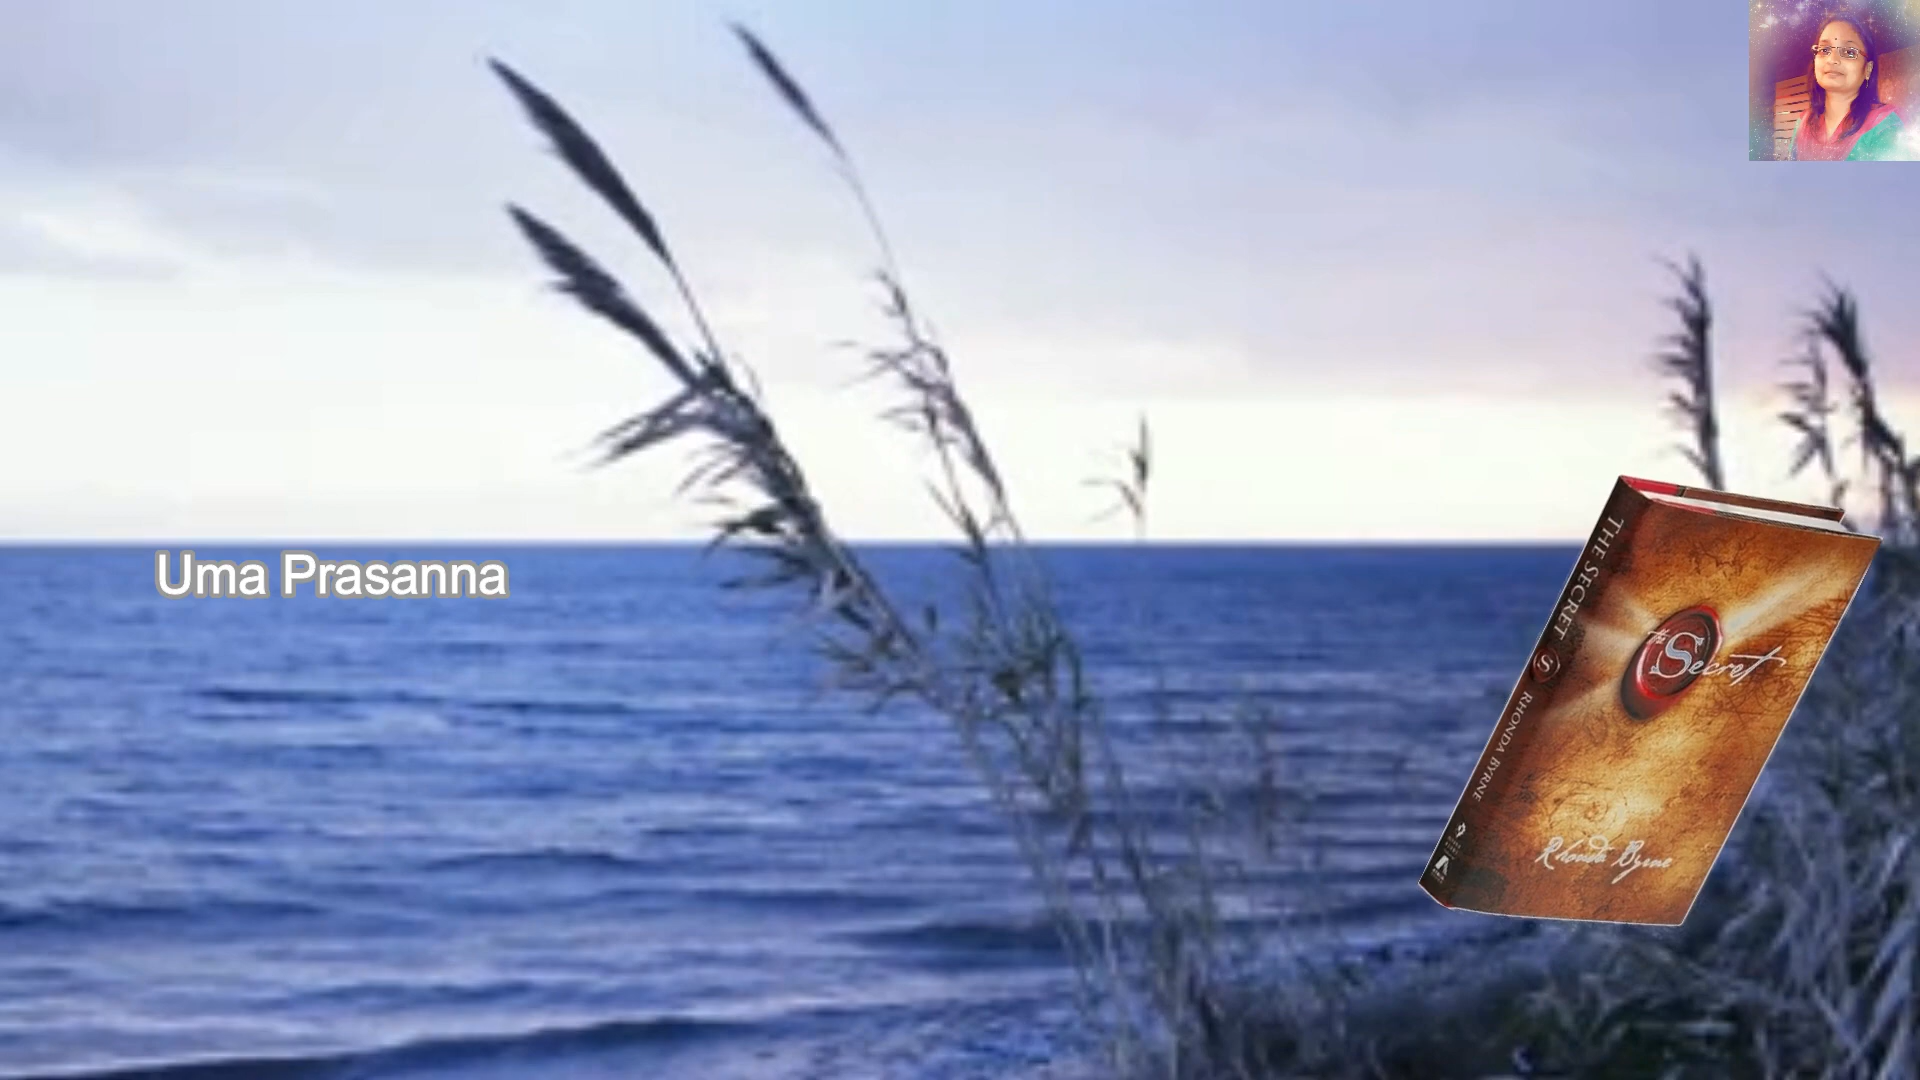 Uma Prasanna
THE SECRET
RHONDA BYRNE
The Secret
Rhonda Byrne